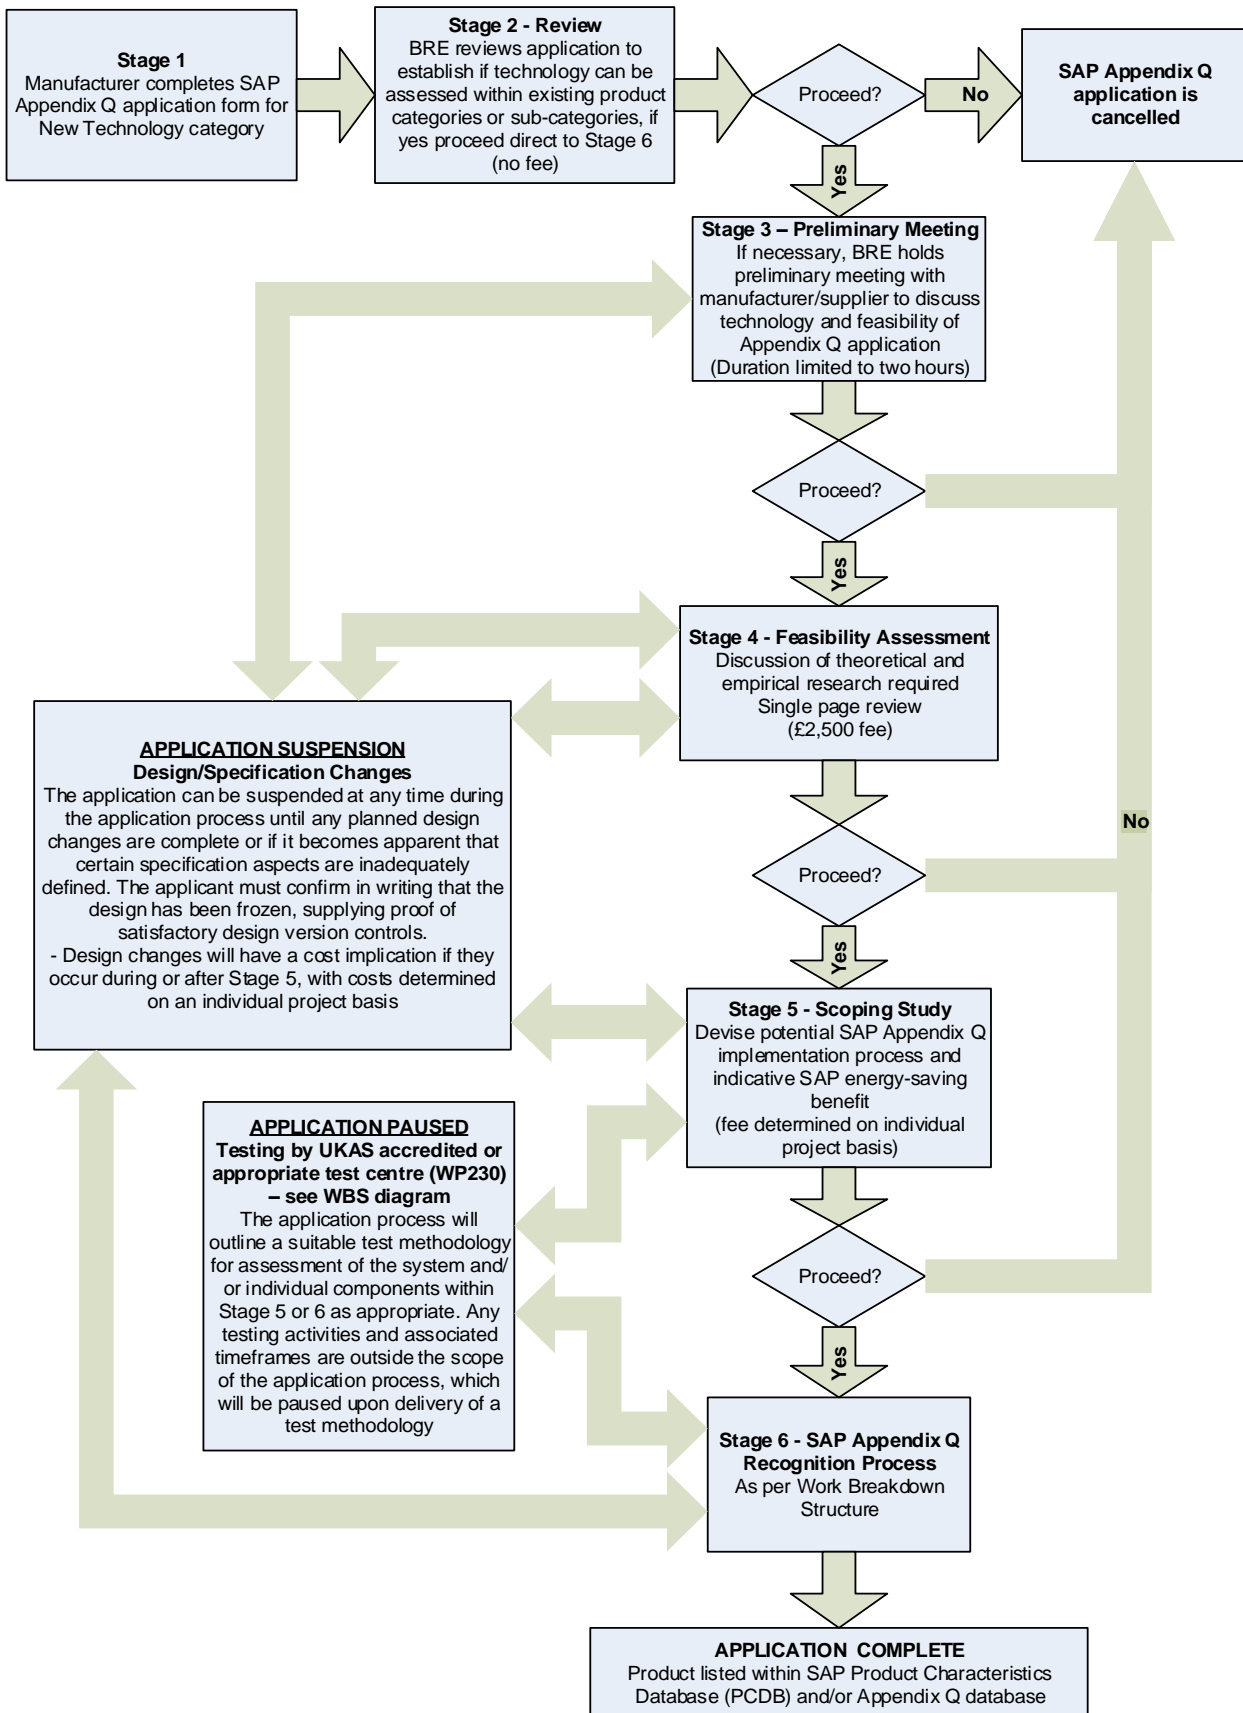 Stage 1
Manufacturer completes SAP
Appendix Q application form for
New Technology category
Stage 2 - Review
BRE reviews application to
establish if technology can be
assessed within existing product
categories or sub-categories, if
yes proceed direct to Stage 6
(no fee)
Proceed?
No
SAP Appendix Q
application is
cancelled
Yes
Stage 3 – Preliminary Meeting
If necessary, BRE holds
preliminary meeting with
manufacturer/supplier to discuss
technology and feasibility of
Appendix Q application
(Duration limited to two hours)
Proceed?
Yes
Stage 4 - Feasibility Assessment
Discussion of theoretical and
empirical research required
Single page review
(£2,500 fee)
APPLICATION SUSPENSION
Design/Specification Changes
The application can be suspended at any time during
the application process until any planned design
changes are complete or if it becomes apparent that
certain specification aspects are inadequately
defined. The applicant must confirm in writing that the
design has been frozen, supplying proof of
satisfactory design version controls.
- Design changes will have a cost implication if they
occur during or after Stage 5, with costs determined
on an individual project basis
No
Proceed?
Yes
Stage 5 - Scoping Study
Devise potential SAP Appendix Q
implementation process and
indicative SAP energy-saving
benefit
(fee determined on individual
project basis)
APPLICATION PAUSED
Testing by UKAS accredited or
appropriate test centre (WP230)
– see WBS diagram
The application process will
outline a suitable test methodology
for assessment of the system and/
or individual components within
Stage 5 or 6 as appropriate. Any
testing activities and associated
timeframes are outside the scope
of the application process, which
will be paused upon delivery of a
test methodology
Proceed?
Yes
Stage 6 - SAP Appendix Q
Recognition Process
As per Work Breakdown
Structure
APPLICATION COMPLETE
Product listed within SAP Product Characteristics
Database (PCDB) and/or Appendix Q database